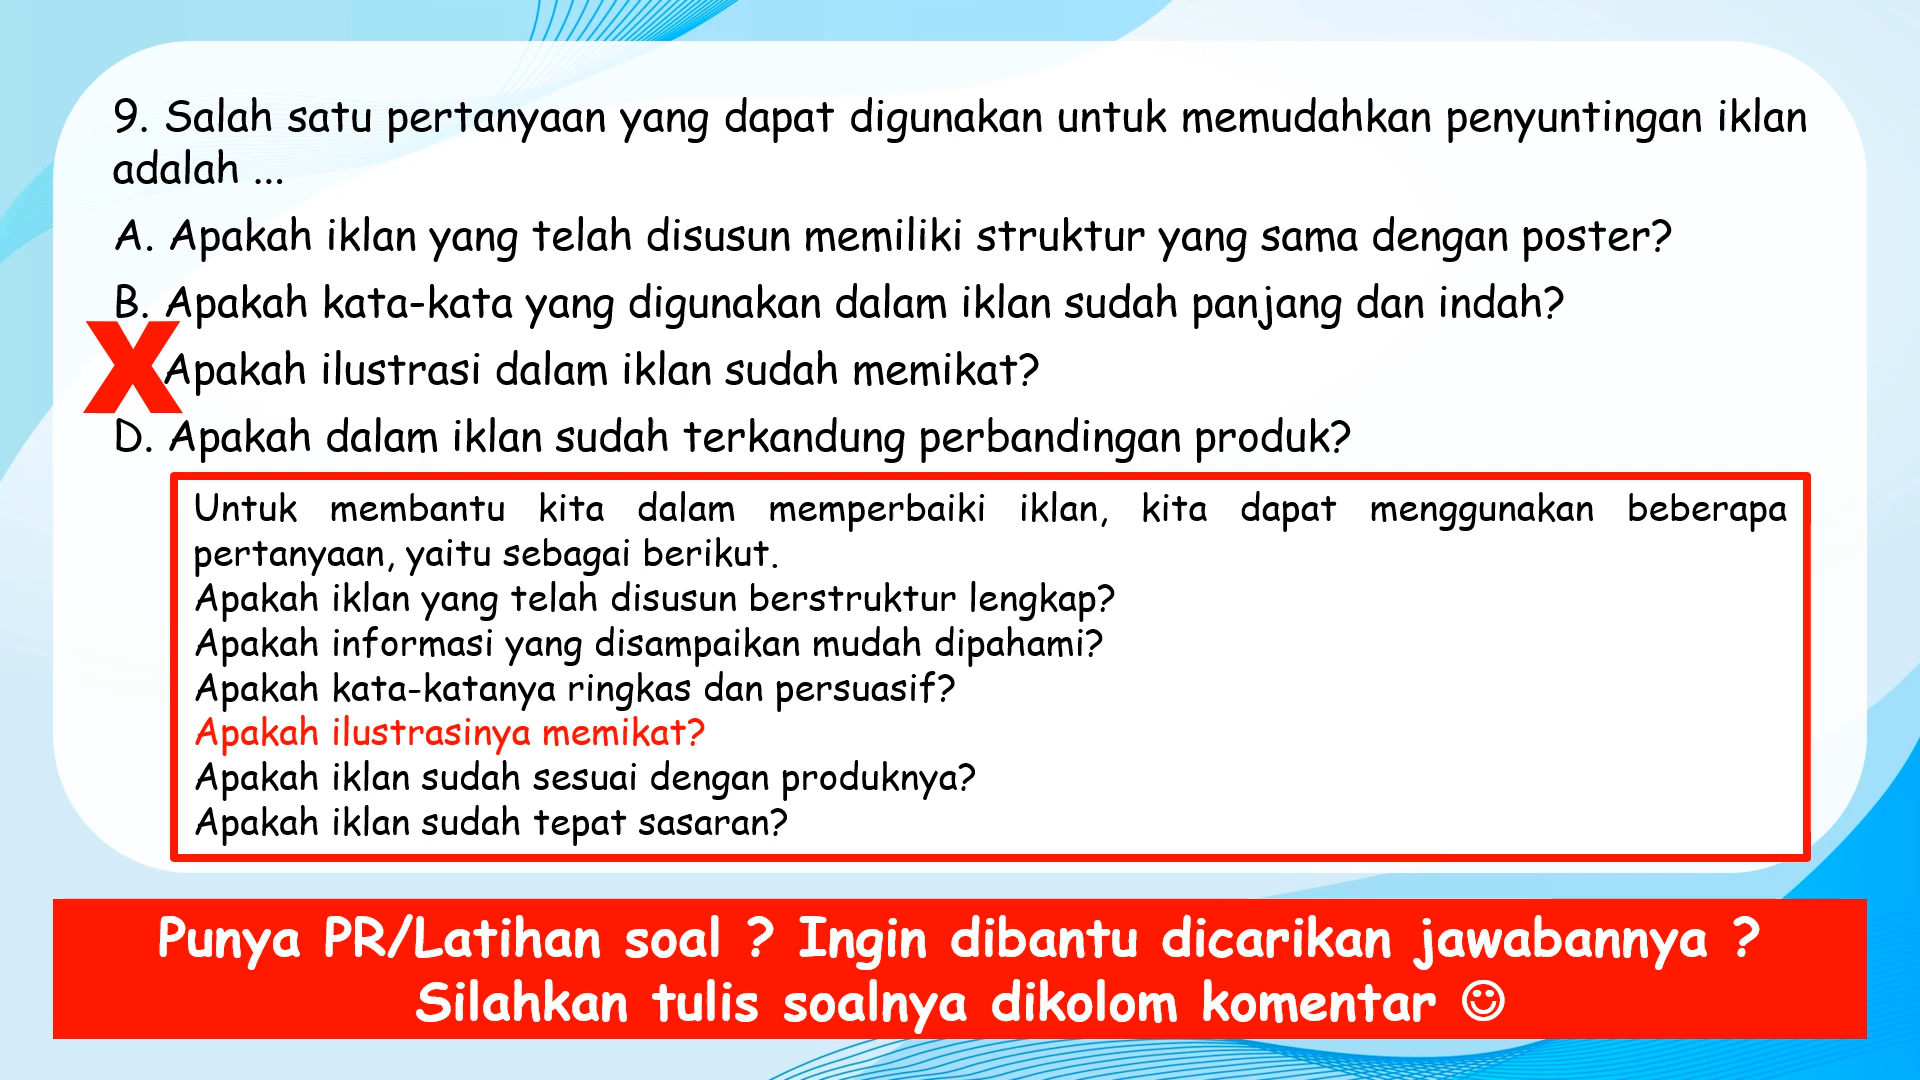 9. Salah satu pertanyaan yang dapat digunakan untuk memudahkan penyuntingan iklan
adalah ...
A. Apakah iklan yang telah disusun memiliki struktur yang sama dengan poster?
B. Apakah kata-kata yang digunakan dalam iklan sudah panjang dan indah?
X Apakah ilustrasi dalam iklan sudah memikat?
D. Apakah dalam iklan sudah terkandung perbandingan produk?
Untuk membantu kita dalam memperbaiki iklan, kita dapat menggunakan beberapa
pertanyaan, yaitu sebagai berikut.
Apakah iklan yang telah disusun berstruktur lengkap?
Apakah informasi yang disampaikan mudah dipahami?
Apakah kata-katanya ringkas dan persuasif?
Apakah ilustrasinya memikat?
Apakah iklan sudah sesuai dengan produknya?
Apakah iklan sudah tepat sasaran?
Punya PR/Latihan soal ? Ingin dibantu dicarikan jawabannya ?
Silahkan tulis soalnya dikolom komentar ☺